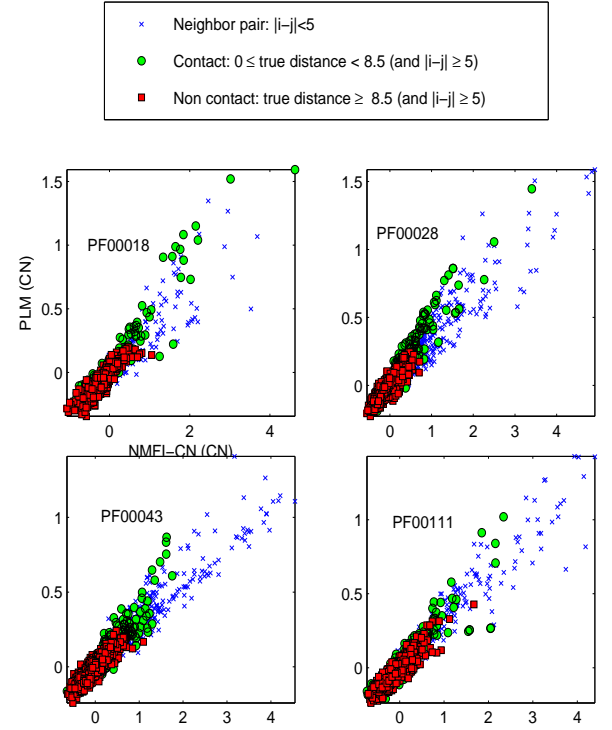 Neighbor pair: |i−j|<5
Contact: 0 ≤ true distance < 8.5 (and |i−j| ≥ 5)
Non contact: true distance ≥ 8.5 (and |i−j| ≥ 5)
1.5
1
0.5
0
PLM (CN)
PF00018
0 2 4
NMFI−CN (CN)
1.5
1
0.5
0
PF00028
0 1 2 3 4
1
0.5
0
PF00043
0 1 2 3 4
1
0.5
0
PF00111
0 1 2 3 4